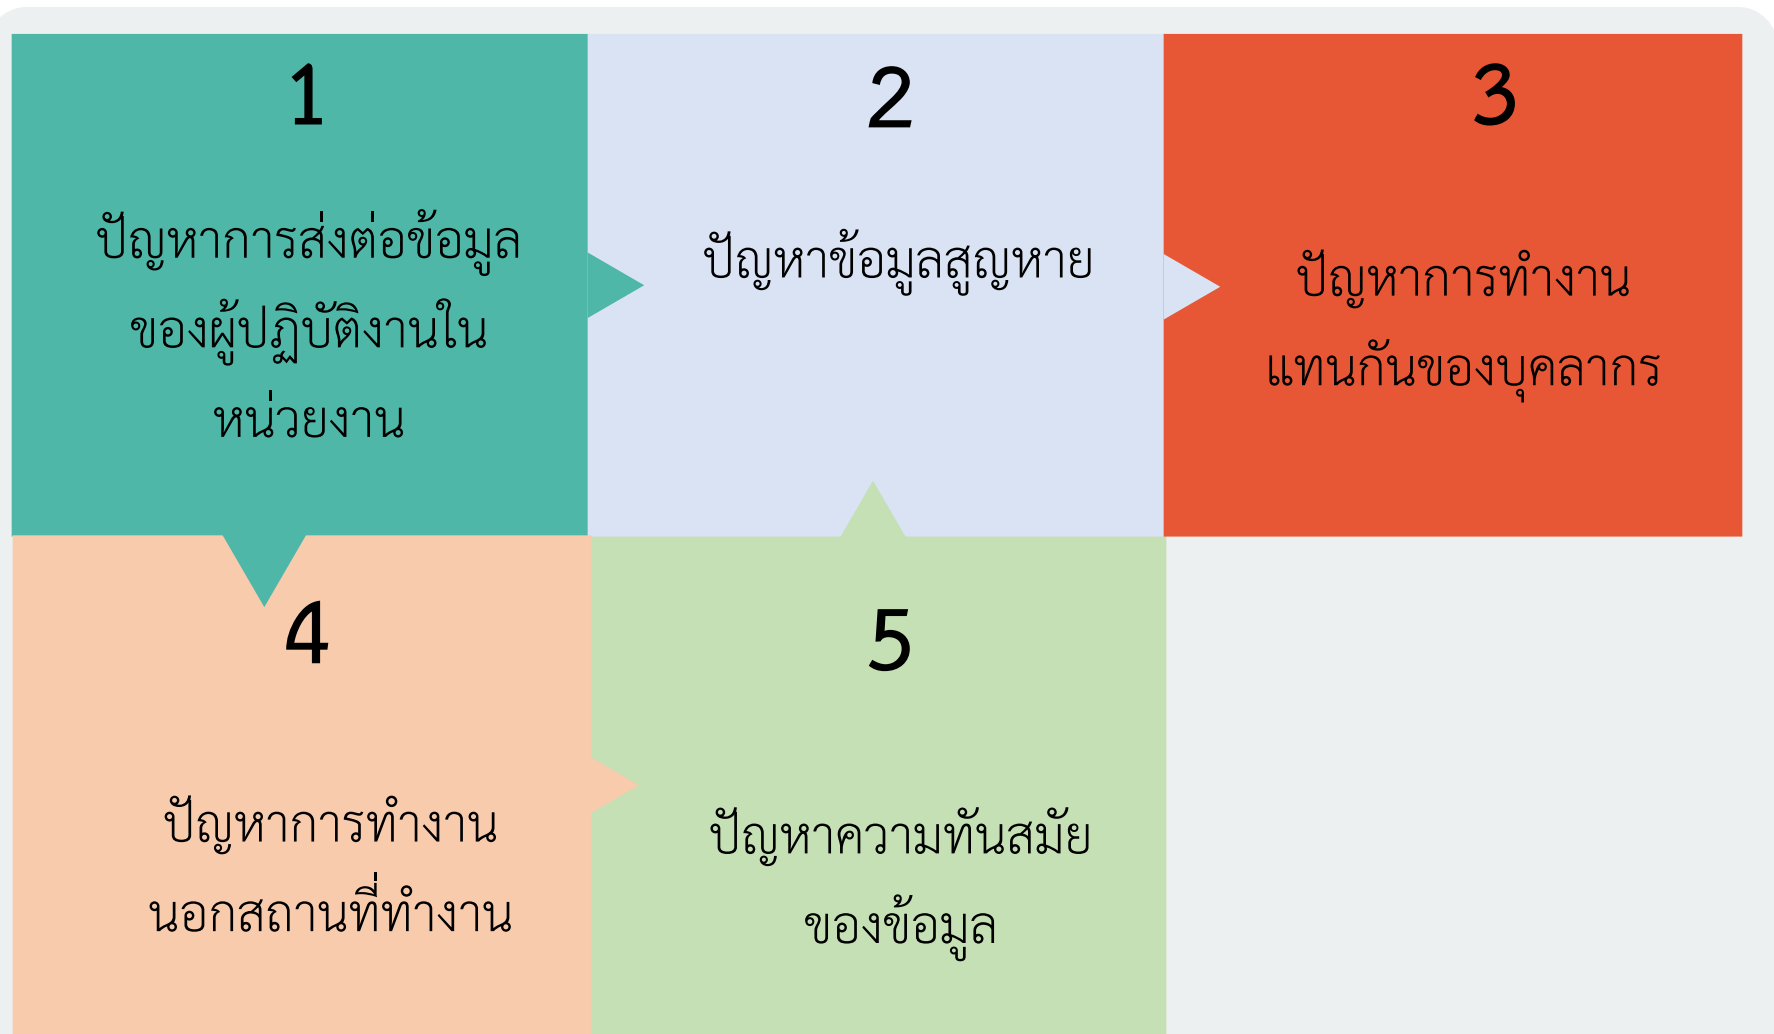 1
ปัญหาการส่งต่อข้อมูล
ของผู้ปฏิบัติงานใน
หน่วยงาน
2
ปัญหาข้อมูลสูญหาย
3
ปัญหาการทำงาน
แทนกันของบุคลากร
4
ปัญหาการทำงาน
นอกสถานที่ทำงาน
5
ปัญหาความทันสมัย
ของข้อมูล